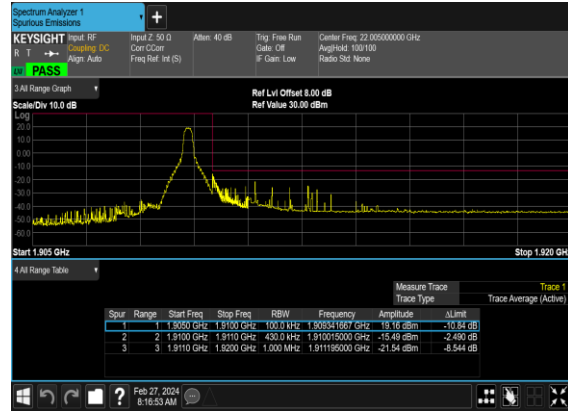 Spectrum Analyzer 1
Spurious Emissions
KEYSIGHT Input: RF Input Z: 50 Ω Atten: 40 dB Trig: Free Run Center Freq: 22.005000000 GHz
R T Coupling: DC Corr CCorr Gate: Off Avg|Hold: 100/100
Align: Auto Freq Ref: Int (S) IF Gain: Low Radio Std: None
PASS
3 All Range Graph
Ref Lvl Offset 8.00 dB
Scale/Div 10.0 dB Ref Value 30.00 dBm
Log
20.0
10.0
0.00
-10.0
-20.0
-30.0
-40.0
-50.0
-60.0
Start 1.905 GHz Stop 1.920 GHz
4 All Range Table
Measure Trace Trace 1
Trace Type Trace Average (Active)
Spur Range Start Freq Stop Freq RBW Frequency Amplitude ΔLimit
1 1 1.9050 GHz 1.9100 GHz 100.0 kHz 1.909341667 GHz 19.16 dBm -10.84 dB
2 2 1.9100 GHz 1.9110 GHz 430.0 kHz 1.910015000 GHz -15.49 dBm -2.490 dB
3 3 1.9110 GHz 1.9200 GHz 1.000 MHz 1.911195000 GHz -21.54 dBm -8.544 dB
Feb 27, 2024
8:16:53 AM